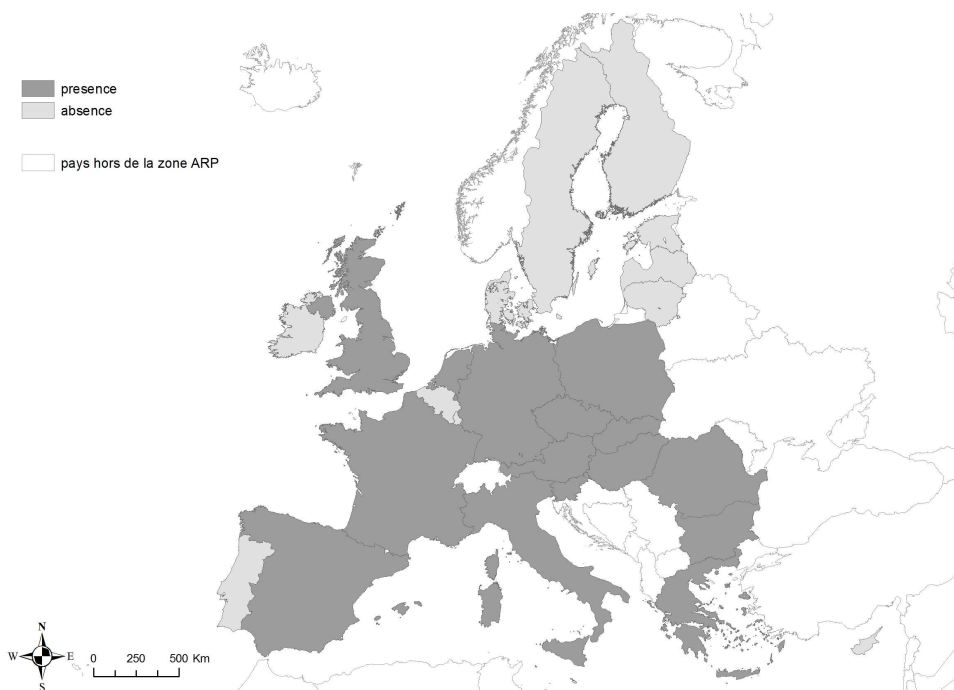 presence
absence
pays hors de la zone ARP
N
W E
S
0 250 500 Km